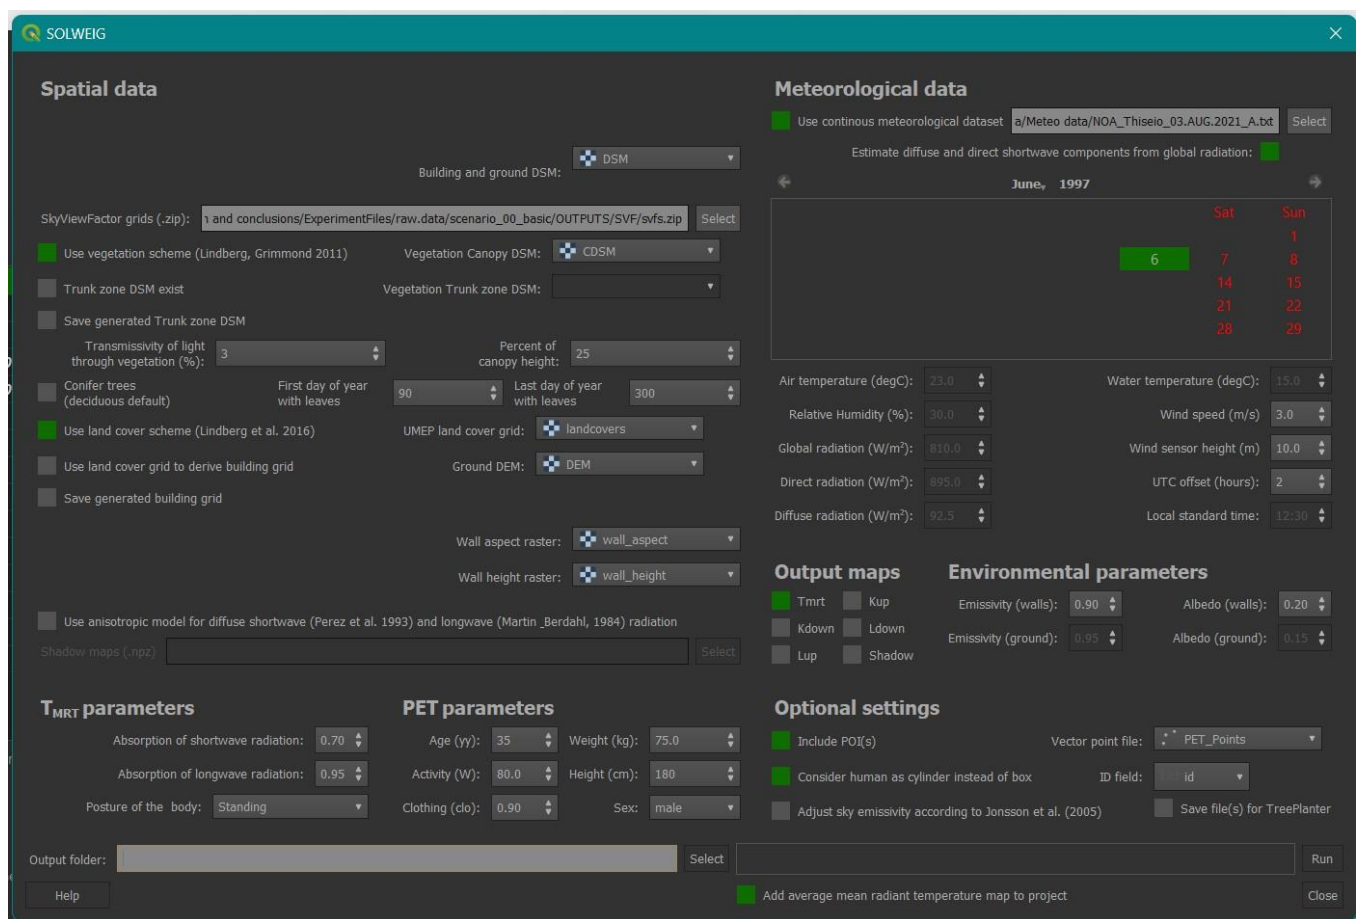 SOLWEIG
Spatial data
Building and ground DSM: DSM
SkyViewFactor grids (.zip): and conclusions/ExperimentFiles/raw.data/scenario_00_basic/OUTPUTS/SVF/svfs.zip Select
Use vegetation scheme (Lindberg, Grimmond 2011) Vegetation Canopy DSM: CDSM
Trunk zone DSM exist Vegetation Trunk zone DSM:
Save generated Trunk zone DSM
Transmissivity of light through vegetation (%): 3 Percent of canopy height: 25
Conifer trees (deciduous default) First day of year with leaves 90 Last day of year with leaves 300
Use land cover scheme (Lindberg et al. 2016) UMEP land cover grid: landcovers
Use land cover grid to derive building grid Ground DEM: DEM
Save generated building grid
Wall aspect raster: wall_aspect
Wall height raster: wall_height
Use anisotropic model for diffuse shortwave (Perez et al. 1993) and longwave (Martin _Berdahl, 1984) radiation
Shadow maps (.npz) Select
TMRT parameters
Absorption of shortwave radiation: 0.70
Absorption of longwave radiation: 0.95
Posture of the body: Standing
PET parameters
Age (yy): 35 Weight (kg): 75.0
Activity (W): 80.0 Height (cm): 180
Clothing (clo): 0.90 Sex: male
Meteorological data
Use continous meteorological dataset a/Meteo data/NOA_Thiseio_03.AUG.2021_A.txt Select
Estimate diffuse and direct shortwave components from global radiation:
June, 1997
Sat Sun
1
6 7 8
14 15
21 22
28 29
Air temperature (degC): 23.0 Water temperature (degC): 15.0
Relative Humidity (%): 30.0 Wind speed (m/s) 3.0
Global radiation (W/m²): 810.0 Wind sensor height (m) 10.0
Direct radiation (W/m²): 895.0 UTC offset (hours): 2
Diffuse radiation (W/m²): 92.5 Local standard time: 12:30
Output maps
Tmrt Kup
Kdown Ldown
Lup Shadow
Environmental parameters
Emissivity (walls): 0.90 Albedo (walls): 0.20
Emissivity (ground): 0.95 Albedo (ground): 0.15
Optional settings
Include POI(s) Vector point file: PET_Points
Consider human as cylinder instead of box ID field: 123 id
Adjust sky emissivity according to Jonsson et al. (2005) Save file(s) for TreePlanter
Output folder: Select Run
Help Add average mean radiant temperature map to project Close